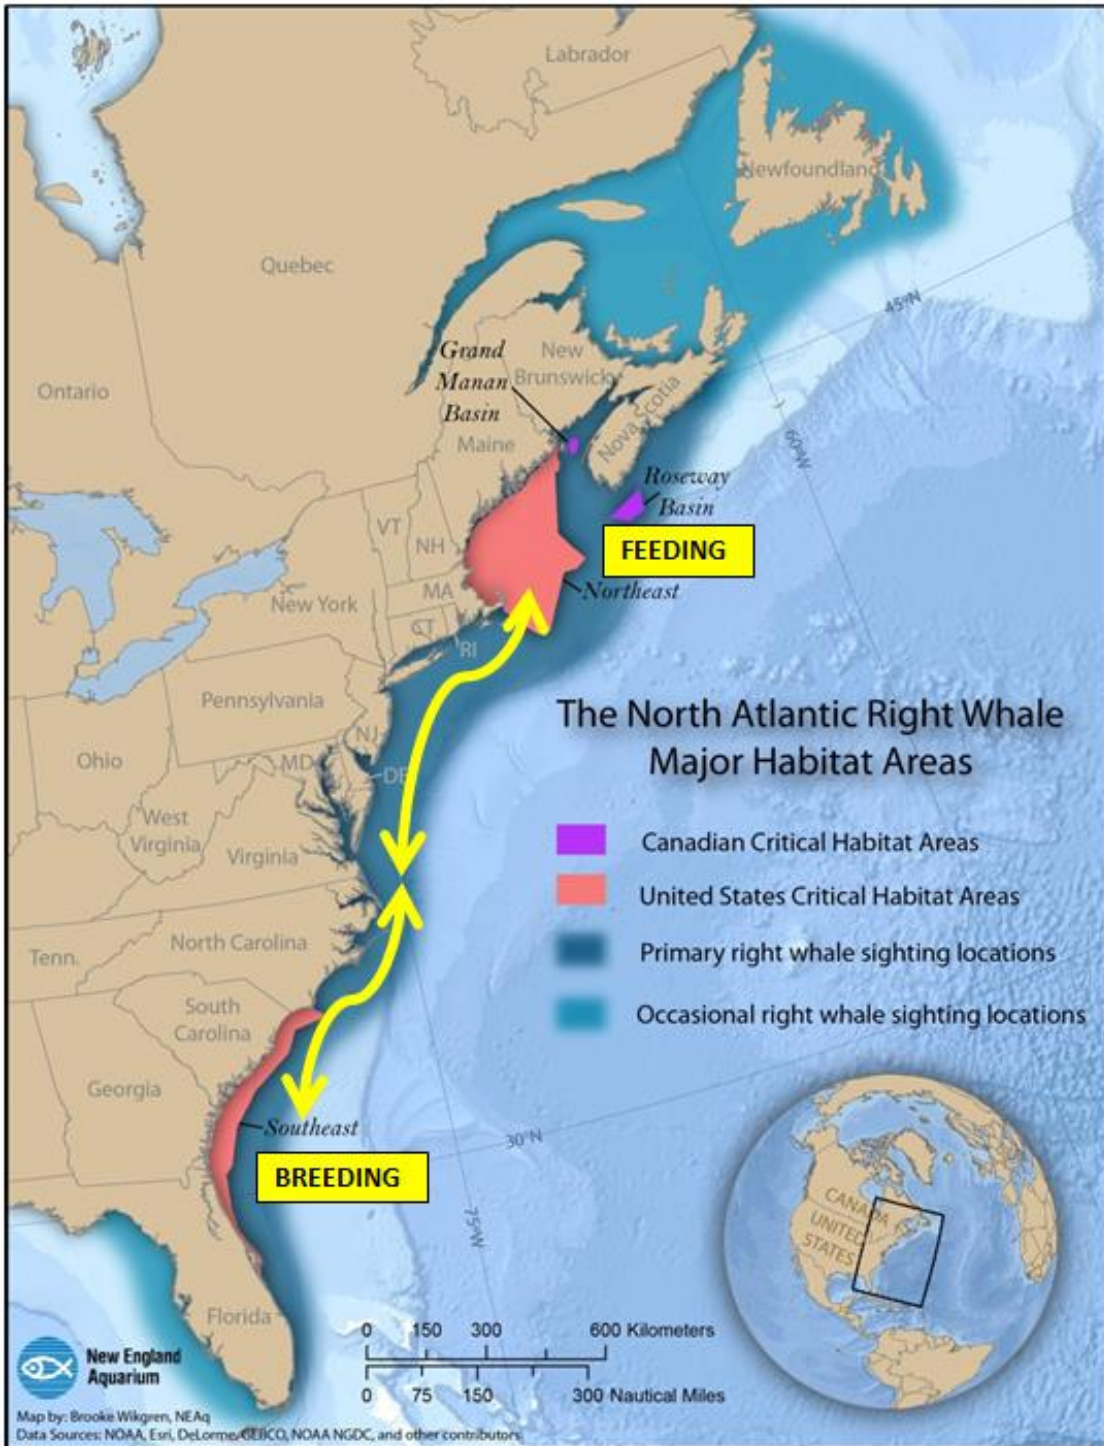 Labrador
Newfoundland
Quebec
45°N
Ontario
Grand
Manan
Basin
New
Brunswick
Nova Scotia
60°W
Maine
Roseway
Basin
FEEDING
VT
NH
MA
Northeast
New York
CT
RI
Pennsylvania
The North Atlantic Right Whale
Major Habitat Areas
NJ
Ohio
MD
DE
West
Virginia
Virginia
Canadian Critical Habitat Areas
United States Critical Habitat Areas
North Carolina
Tenn.
Primary right whale sighting locations
South
Carolina
Occasional right whale sighting locations
Georgia
Southeast
30°N
BREEDING
CANADA
UNITED
STATES
75°W
Florida
0 150 300 600 Kilometers
0 75 150 300 Nautical Miles
New England
Aquarium
Map by: Brooke Wikgren, NEAq
Data Sources: NOAA, Esri, DeLorme, GEBCO, NOAA NGDC, and other contributors